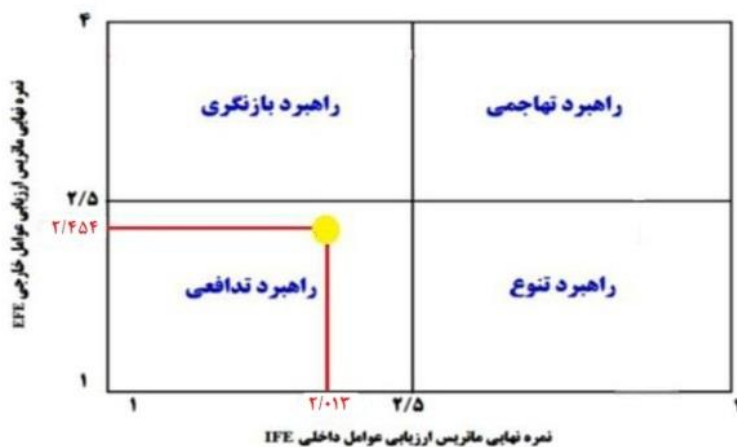 ۴
راهبرد بازنگری
راهبرد تهاجمی
نمره نهایی ماتریس ارزیابی عوامل خارجی EFE
۲/۵
۲/۴۵۴
راهبرد تدافعی
راهبرد تنوع
۱
۱
۲/۰۱۳
۲/۵
نمره نهایی ماتریس ارزیابی عوامل داخلی IFE